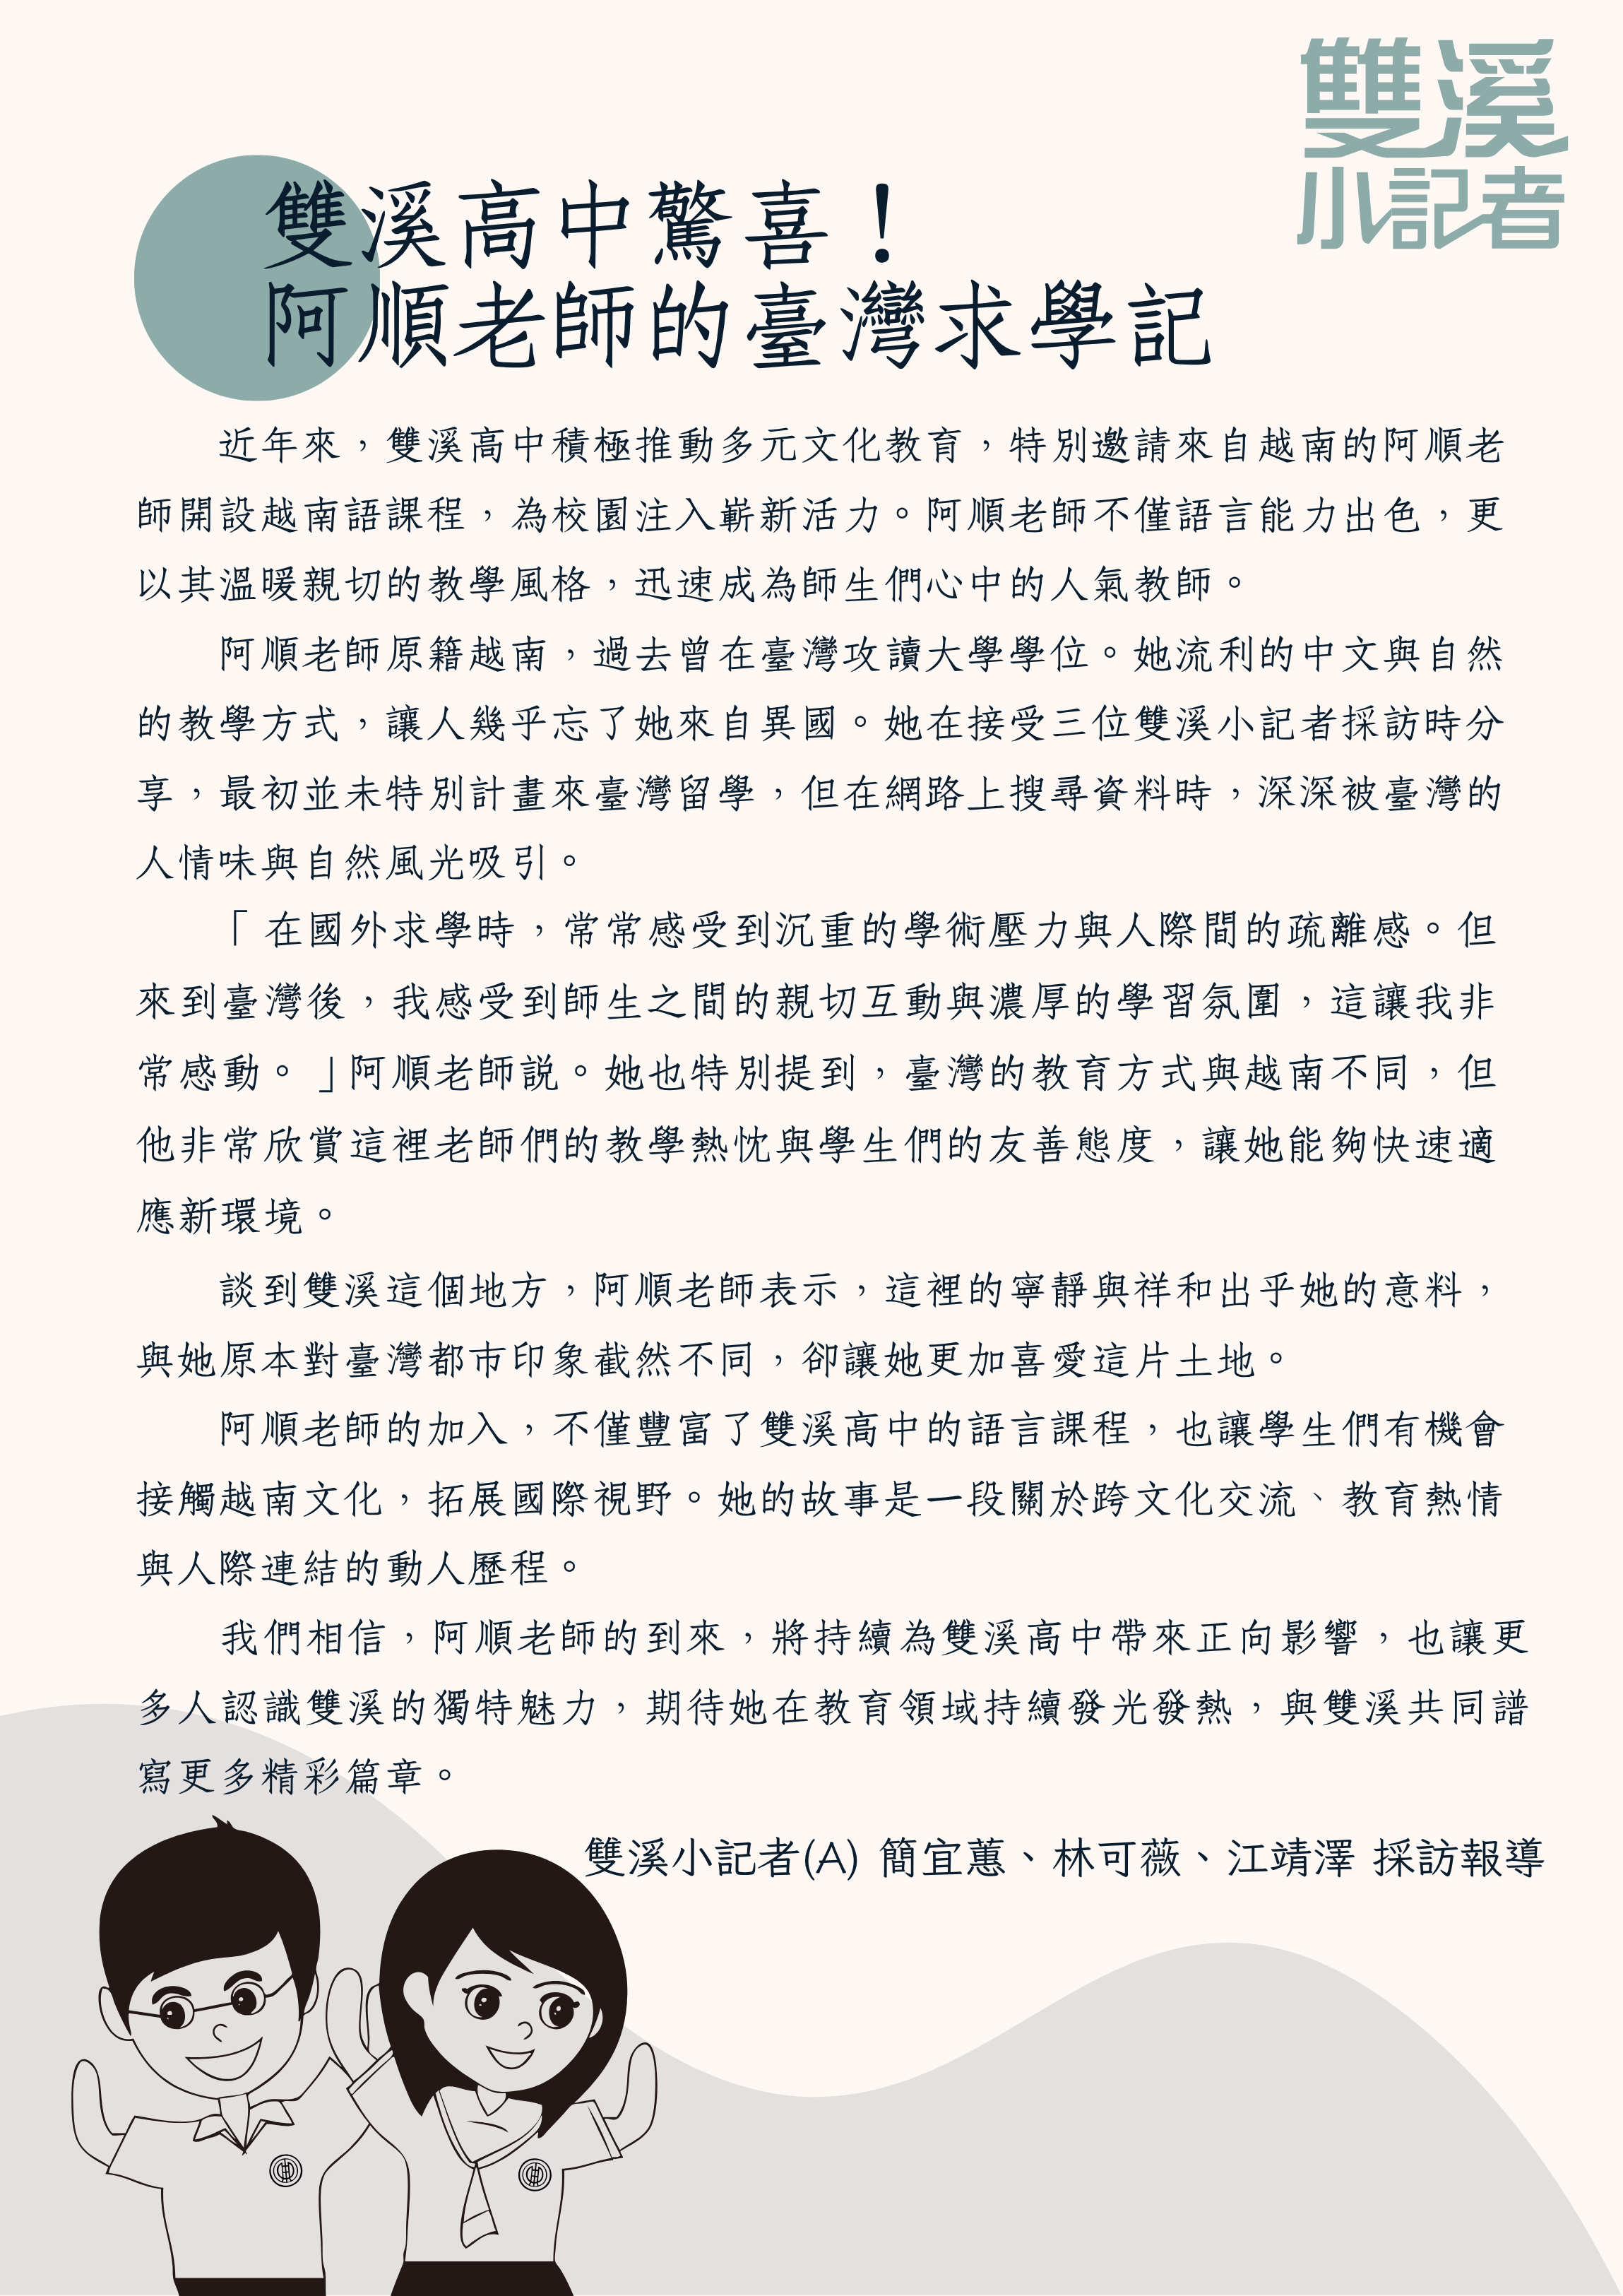 雙溪
小記者
雙溪高中驚喜！
阿順老師的臺灣求學記
近年來，雙溪高中積極推動多元文化教育，特別邀請來自越南的阿順老
師開設越南語課程，為校園注入嶄新活力。阿順老師不僅語言能力出色，更
以其溫暖親切的教學風格，迅速成為師生們心中的人氣教師。
阿順老師原籍越南，過去曾在臺灣攻讀大學學位。她流利的中文與自然
的教學方式，讓人幾乎忘了她來自異國。她在接受三位雙溪小記者採訪時分
享，最初並未特別計畫來臺灣留學，但在網路上搜尋資料時，深深被臺灣的
人情味與自然風光吸引。
「 在國外求學時，常常感受到沉重的學術壓力與人際間的疏離感。但
來到臺灣後，我感受到師生之間的親切互動與濃厚的學習氛圍，這讓我非
常感動。 」阿順老師說。她也特別提到，臺灣的教育方式與越南不同，但
他非常欣賞這裡老師們的教學熱忱與學生們的友善態度，讓她能夠快速適
應新環境。
談到雙溪這個地方，阿順老師表示，這裡的寧靜與祥和出乎她的意料，
與她原本對臺灣都市印象截然不同，卻讓她更加喜愛這片土地。
阿順老師的加入，不僅豐富了雙溪高中的語言課程，也讓學生們有機會
接觸越南文化，拓展國際視野。她的故事是一段關於跨文化交流、教育熱情
與人際連結的動人歷程。
我們相信，阿順老師的到來，將持續為雙溪高中帶來正向影響，也讓更
多人認識雙溪的獨特魅力，期待她在教育領域持續發光發熱，與雙溪共同譜
寫更多精彩篇章。
雙溪小記者(A) 簡宜蕙、林可薇、江靖澤 採訪報導